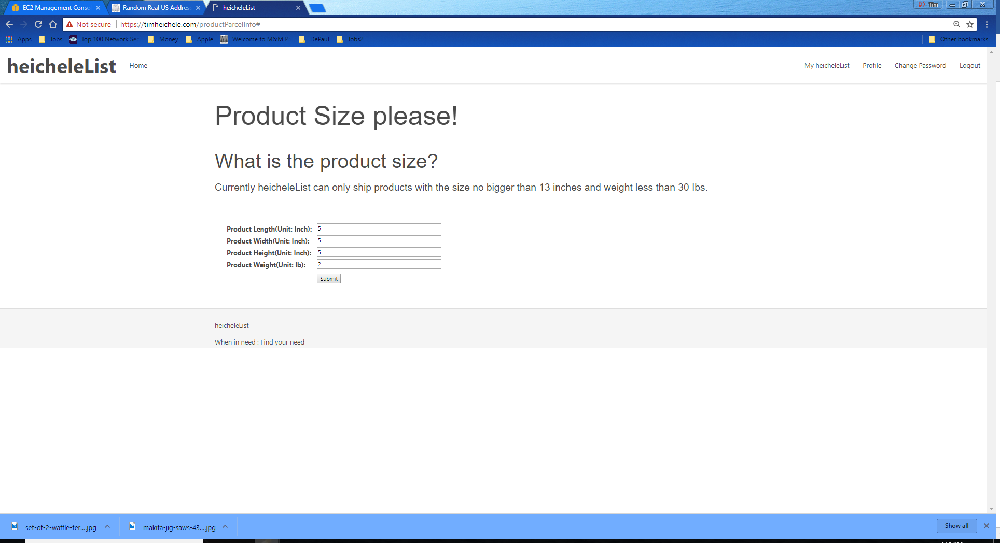 EC2 Management Conso
Random Real US Address
heicheleList
Tim
Not secure
https://timheichele.com/productParcelInfo#
Apps
Jobs
Top 100 Network Sec
Money
Apple
Welcome to M&M P
DePaul
Jobs2
Other bookmarks
heicheleList
Home
My heicheleList
Profile
Change Password
Logout
Product Size please!
What is the product size?
Currently heicheleList can only ship products with the size no bigger than 13 inches and weight less than 30 lbs.
Product Length(Unit: Inch): 5
Product Width(Unit: Inch): 5
Product Height(Unit: Inch): 5
Product Weight(Unit: lb): 2
Submit
heicheleList
When in need : Find your need
set-of-2-waffle-ter....jpg
makita-jig-saws-43....jpg
Show all